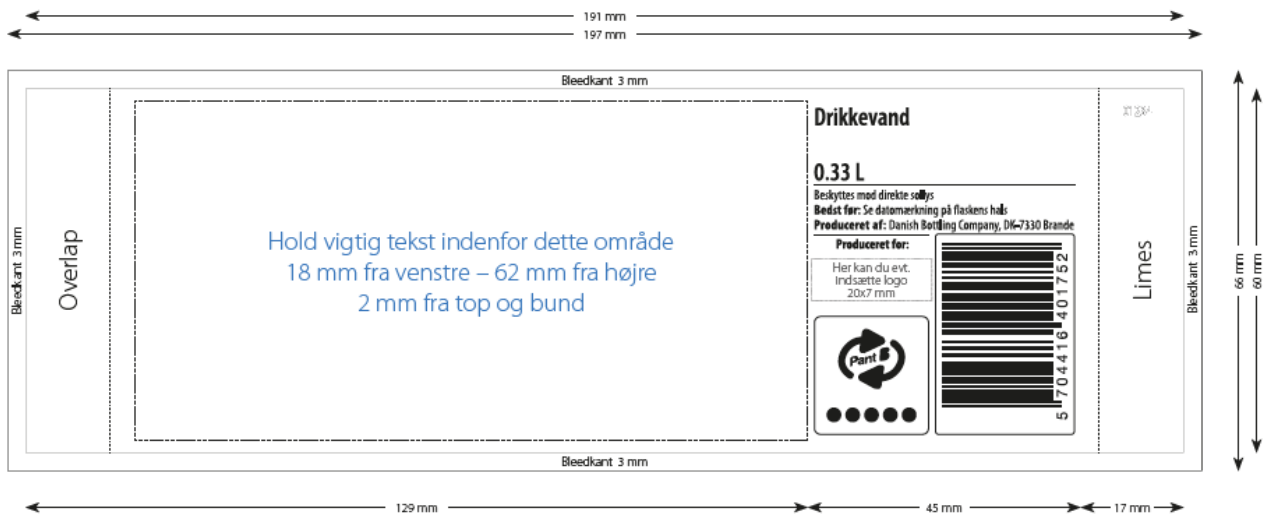 191 mm
197 mm
Bleedkant 3 mm
Bleedkant 3 mm
Overlap
Hold vigtig tekst indenfor dette område
18 mm fra venstre – 62 mm fra højre
2 mm fra top og bund
Drikkevand
0.33 L
Beskyttes mod direkte sollys
Bedst før: Se datomærkning på flaskens hals
Produceret af: Danish Bottling Company, DK-7330 Brande
Produceret for:
Her kan du evt.
indsætte logo
20x7 mm
Pant B
5 704416 401752
Limes
Bleedkant 3 mm
66 mm
60 mm
Bleedkant 3 mm
129 mm
45 mm
17 mm